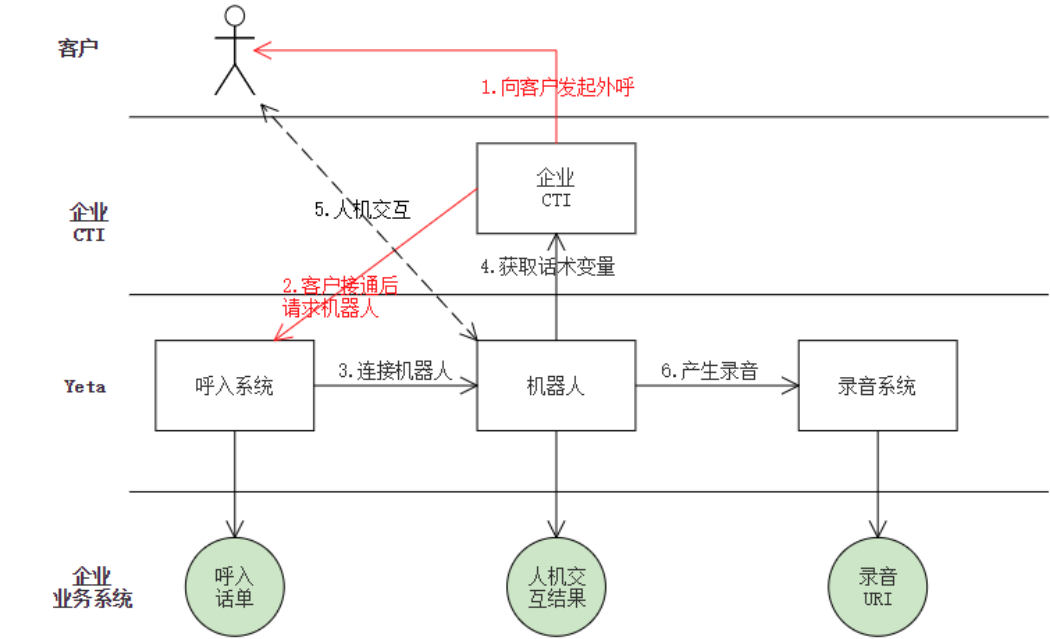 客户
1.向客户发起外呼
企业
CTI
企业
CTI
5.人机交互
4.获取话术变量
2.客户接通后
请求机器人
Yeta
呼入系统
3.连接机器人
机器人
6.产生录音
录音系统
企业
业务系统
呼入
话单
人机交
互结果
录音
URI